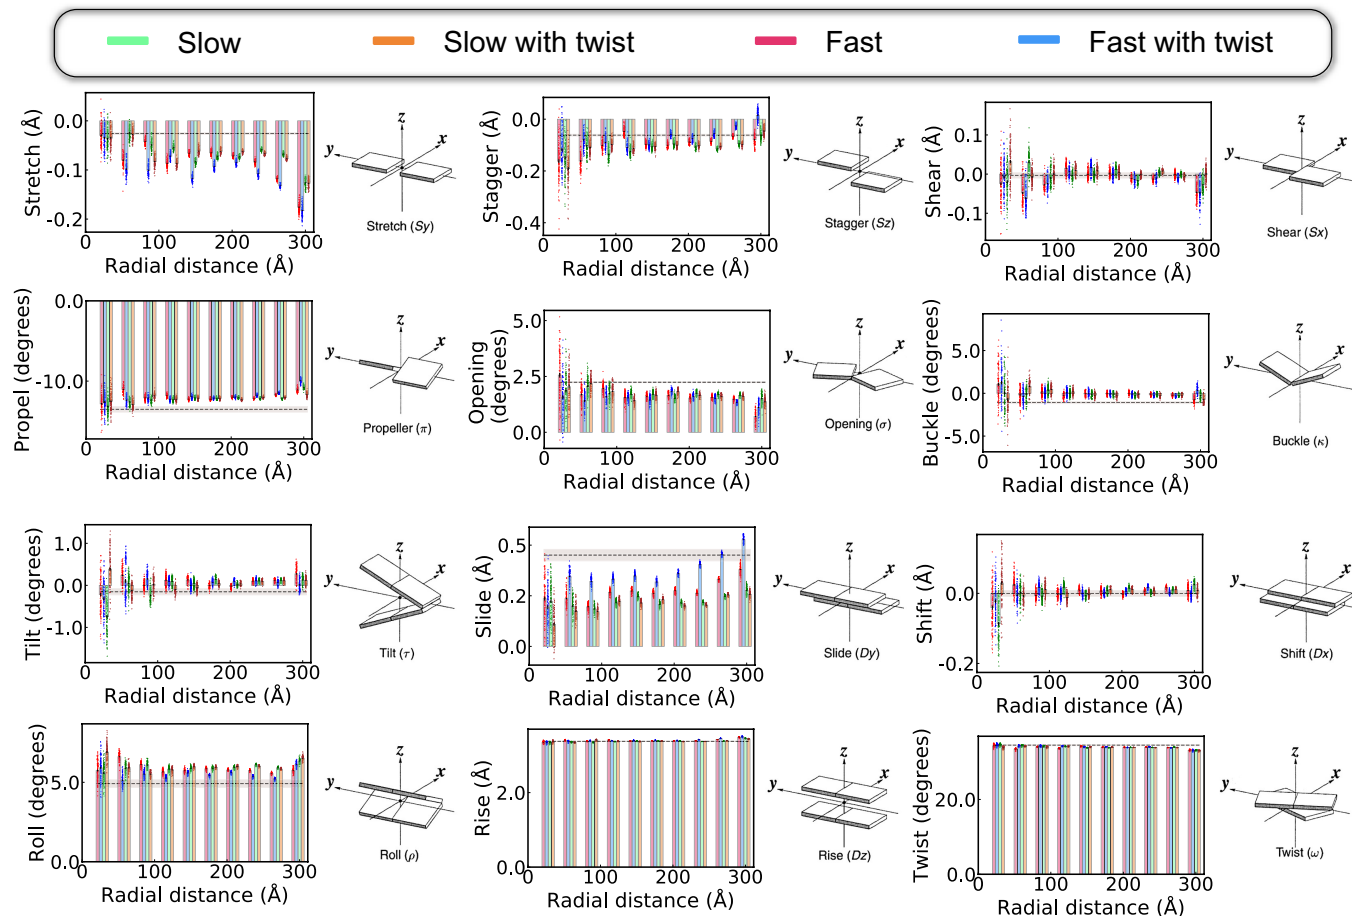 Slow
Slow with twist
Fast
Fast with twist
Stretch (Å)
0.0
-0.1
-0.2
0
100
200
300
Radial distance (Å)
z
x
y
Stretch (Sy)
Stagger (Å)
0.0
-0.2
-0.4
0
100
200
300
Radial distance (Å)
z
x
y
Stagger (Sz)
Shear (Å)
0.1
0.0
-0.1
0
100
200
300
Radial distance (Å)
z
x
y
Shear (Sx)
Propel (degrees)
0.0
-10.0
0
100
200
300
Radial distance (Å)
z
x
y
Propeller (π)
Opening
(degrees)
5.0
2.5
0.0
0
100
200
300
Radial distance (Å)
z
x
y
Opening (σ)
Buckle (degrees)
5.0
0.0
-5.0
0
100
200
300
Radial distance (Å)
z
x
y
Buckle (κ)
Tilt (degrees)
1.0
0.0
-1.0
0
100
200
300
Radial distance (Å)
z
x
y
Tilt (τ)
Slide (Å)
0.5
0.2
0.0
0
100
200
300
Radial distance (Å)
z
x
y
Slide (Dy)
Shift (Å)
0.0
-0.2
0
100
200
300
Radial distance (Å)
z
x
y
Shift (Dx)
Roll (degrees)
5.0
0.0
0
100
200
300
Radial distance (Å)
z
x
y
Roll (ρ)
Rise (Å)
2.0
0.0
0
100
200
300
Radial distance (Å)
z
x
y
Rise (Dz)
Twist (degrees)
20.0
0.0
0
100
200
300
Radial distance (Å)
z
x
y
Twist (ω)